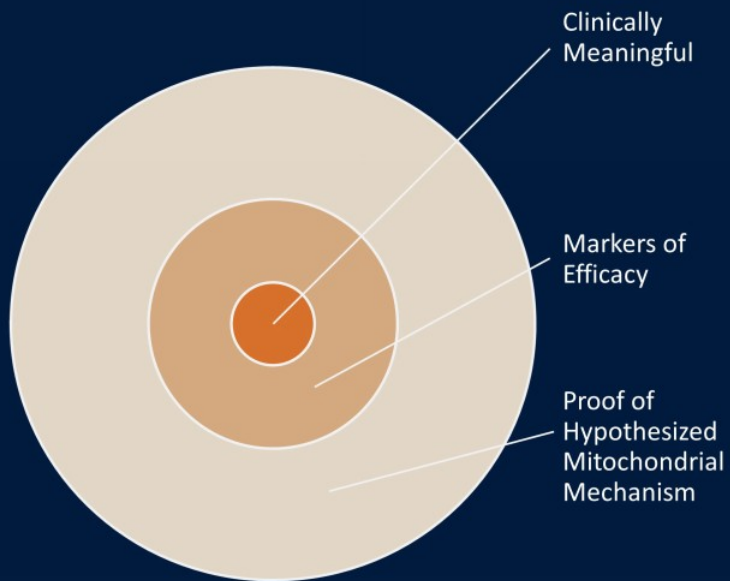 Clinically
Meaningful
Markers of
Efficacy
Proof of
Hypothesized
Mitochondrial
Mechanism